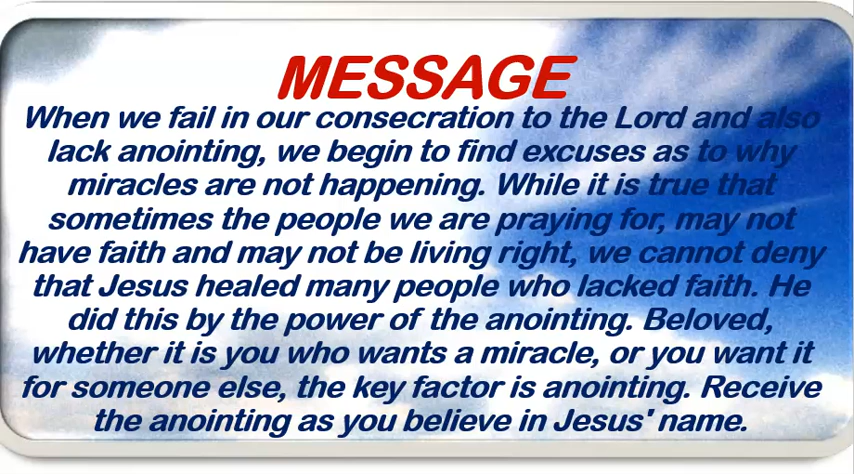 MESSAGE
When we fail in our consecration to the Lord and also
lack anointing, we begin to find excuses as to why
miracles are not happening. While it is true that
sometimes the people we are praying for, may not
have faith and may not be living right, we cannot deny
that Jesus healed many people who lacked faith. He
did this by the power of the anointing. Beloved,
whether it is you who wants a miracle, or you want it
for someone else, the key factor is anointing. Receive
the anointing as you believe in Jesus' name.